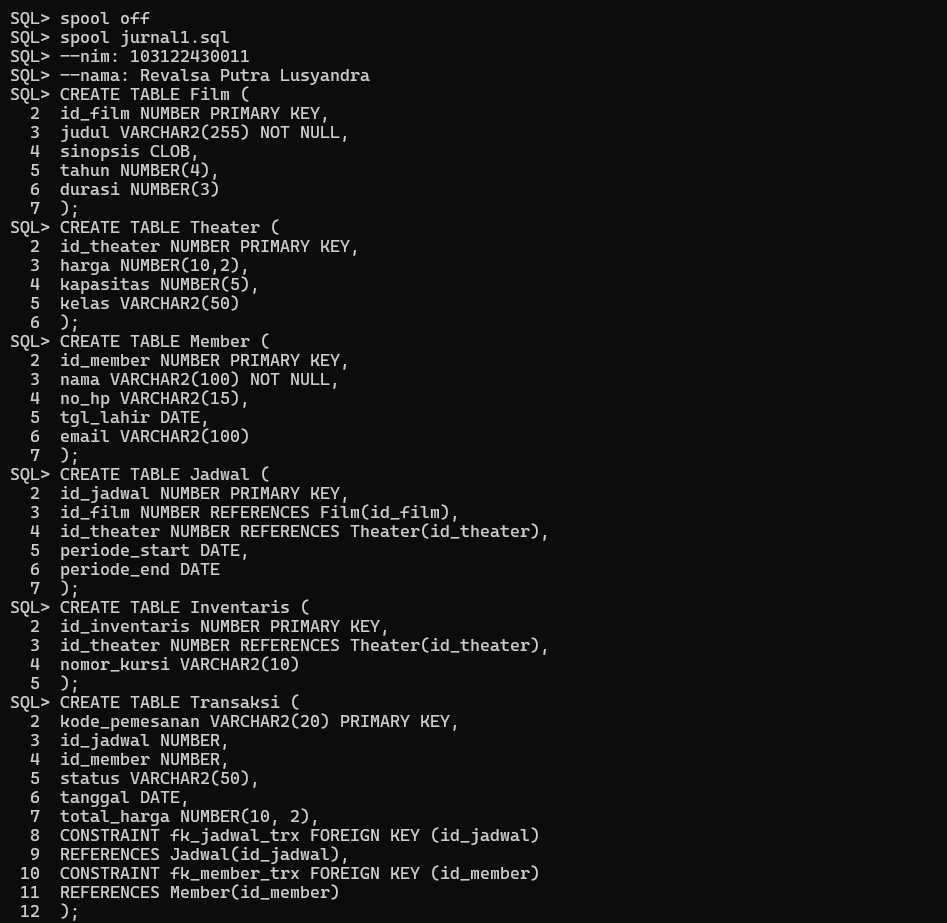 SQL> spool off
SQL> spool jurnal1.sql
SQL> --nim: 103122430011
SQL> --nama: Revalsa Putra Lusyandra
SQL> CREATE TABLE Film (
  2  id_film NUMBER PRIMARY KEY,
  3  judul VARCHAR2(255) NOT NULL,
  4  sinopsis CLOB,
  5  tahun NUMBER(4),
  6  durasi NUMBER(3)
  7  );
SQL> CREATE TABLE Theater (
  2  id_theater NUMBER PRIMARY KEY,
  3  harga NUMBER(10,2),
  4  kapasitas NUMBER(5),
  5  kelas VARCHAR2(50)
  6  );
SQL> CREATE TABLE Member (
  2  id_member NUMBER PRIMARY KEY,
  3  nama VARCHAR2(100) NOT NULL,
  4  no_hp VARCHAR2(15),
  5  tgl_lahir DATE,
  6  email VARCHAR2(100)
  7  );
SQL> CREATE TABLE Jadwal (
  2  id_jadwal NUMBER PRIMARY KEY,
  3  id_film NUMBER REFERENCES Film(id_film),
  4  id_theater NUMBER REFERENCES Theater(id_theater),
  5  periode_start DATE,
  6  periode_end DATE
  7  );
SQL> CREATE TABLE Inventaris (
  2  id_inventaris NUMBER PRIMARY KEY,
  3  id_theater NUMBER REFERENCES Theater(id_theater),
  4  nomor_kursi VARCHAR2(10)
  5  );
SQL> CREATE TABLE Transaksi (
  2  kode_pemesanan VARCHAR2(20) PRIMARY KEY,
  3  id_jadwal NUMBER,
  4  id_member NUMBER,
  5  status VARCHAR2(50),
  6  tanggal DATE,
  7  total_harga NUMBER(10, 2),
  8  CONSTRAINT fk_jadwal_trx FOREIGN KEY (id_jadwal)
  9  REFERENCES Jadwal(id_jadwal),
 10  CONSTRAINT fk_member_trx FOREIGN KEY (id_member)
 11  REFERENCES Member(id_member)
 12  );